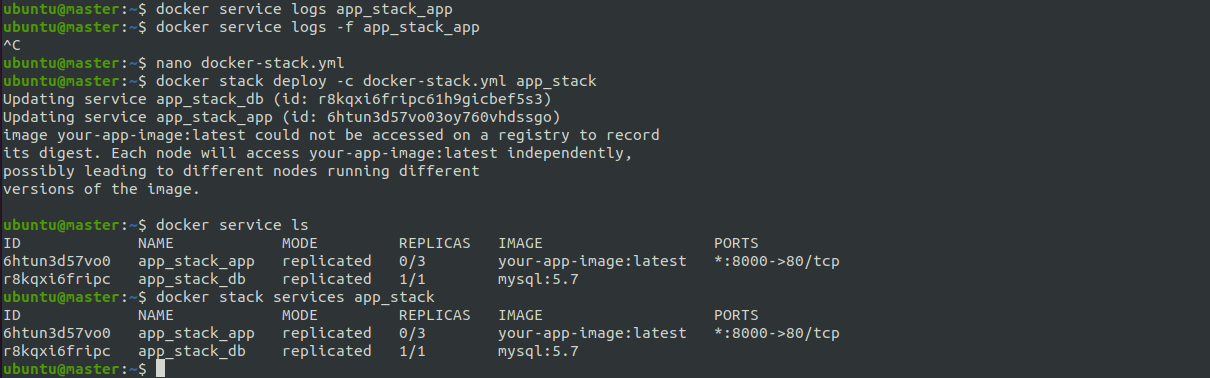 ubuntu@master:~$ docker service logs app_stack_app
ubuntu@master:~$ docker service logs -f app_stack_app
^C
ubuntu@master:~$ nano docker-stack.yml
ubuntu@master:~$ docker stack deploy -c docker-stack.yml app_stack
Updating service app_stack_db (id: r8kqxi6fripc61h9gicbef5s3)
Updating service app_stack_app (id: 6htun3d57vo03oy760vhdssgo)
image your-app-image:latest could not be accessed on a registry to record
its digest. Each node will access your-app-image:latest independently,
possibly leading to different nodes running different
versions of the image.

ubuntu@master:~$ docker service ls
ID             NAME            MODE         REPLICAS   IMAGE                   PORTS
6htun3d57vo0   app_stack_app   replicated   0/3        your-app-image:latest   *:8000->80/tcp
r8kqxi6fripc   app_stack_db    replicated   1/1        mysql:5.7
ubuntu@master:~$ docker stack services app_stack
ID             NAME            MODE         REPLICAS   IMAGE                   PORTS
6htun3d57vo0   app_stack_app   replicated   0/3        your-app-image:latest   *:8000->80/tcp
r8kqxi6fripc   app_stack_db    replicated   1/1        mysql:5.7
ubuntu@master:~$